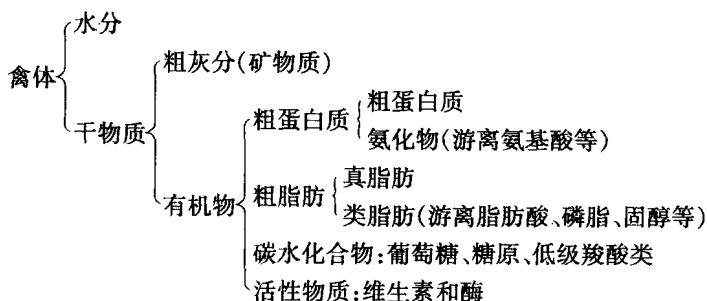 水分
粗灰分(矿物质)
禽体
粗蛋白质
粗蛋白质
干物质
氨化物(游离氨基酸等)
真脂肪
有机物
粗脂肪
类脂肪(游离脂肪酸、磷脂、固醇等)
碳水化合物:葡萄糖、糖原、低级羧酸类
活性物质:维生素和酶